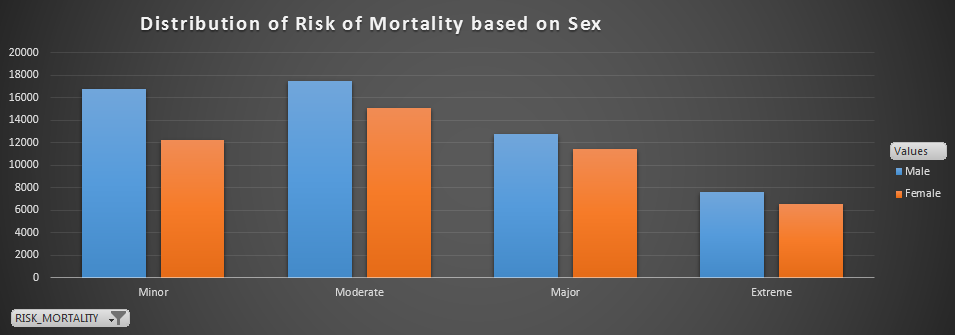 Distribution of Risk of Mortality based on Sex
20000
18000
16000
14000
12000
10000
8000
6000
4000
2000
0
Minor Moderate Major Extreme
Values
Male
Female
RISK_MORTALITY